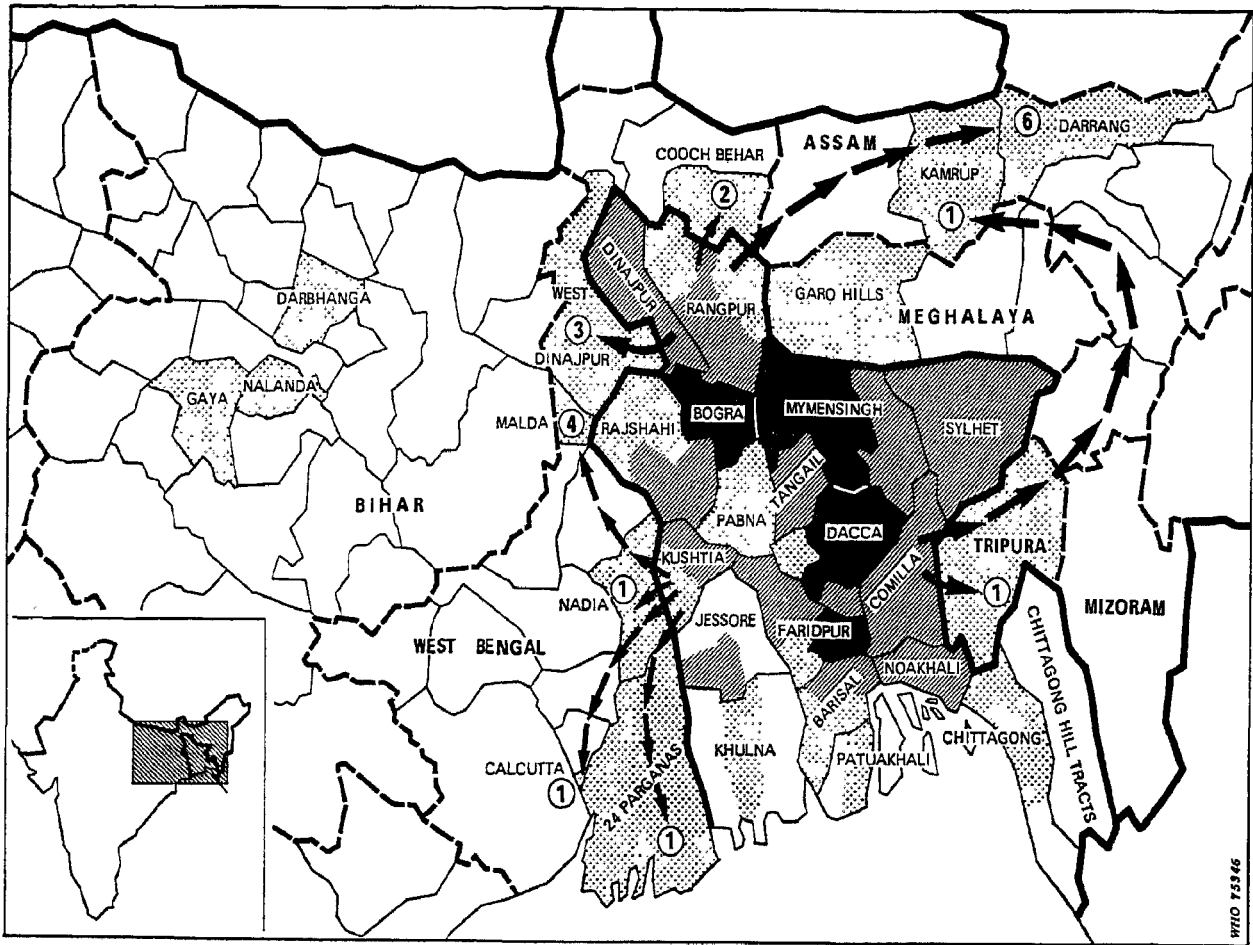 COOCH BEHAR
②
ASSAM
⑥
DARRANG
KAMRUP
①
DARBHANGA
DINAJPUR
WEST
DINAJPUR
③
RANGPUR
GARO HILLS
MEGHALAYA
GAYA
NALANDA
MALDA
④
RAJSHAHI
BOGRA
MYMENSINGH
SYLHET
BIHAR
PABNA
TANGAIL
DACCA
TRIPURA
①
KUSHTIA
COMILLA
NADIA
①
JESSORE
FARIDPUR
MIZORAM
WEST BENGAL
NOAKHALI
BARISAL
CHITTAGONG
CHITTAGONG HILL TRACTS
KHULNA
PATUAKHALI
CALCUTTA
①
24 PARGANAS
①
WHO 75946